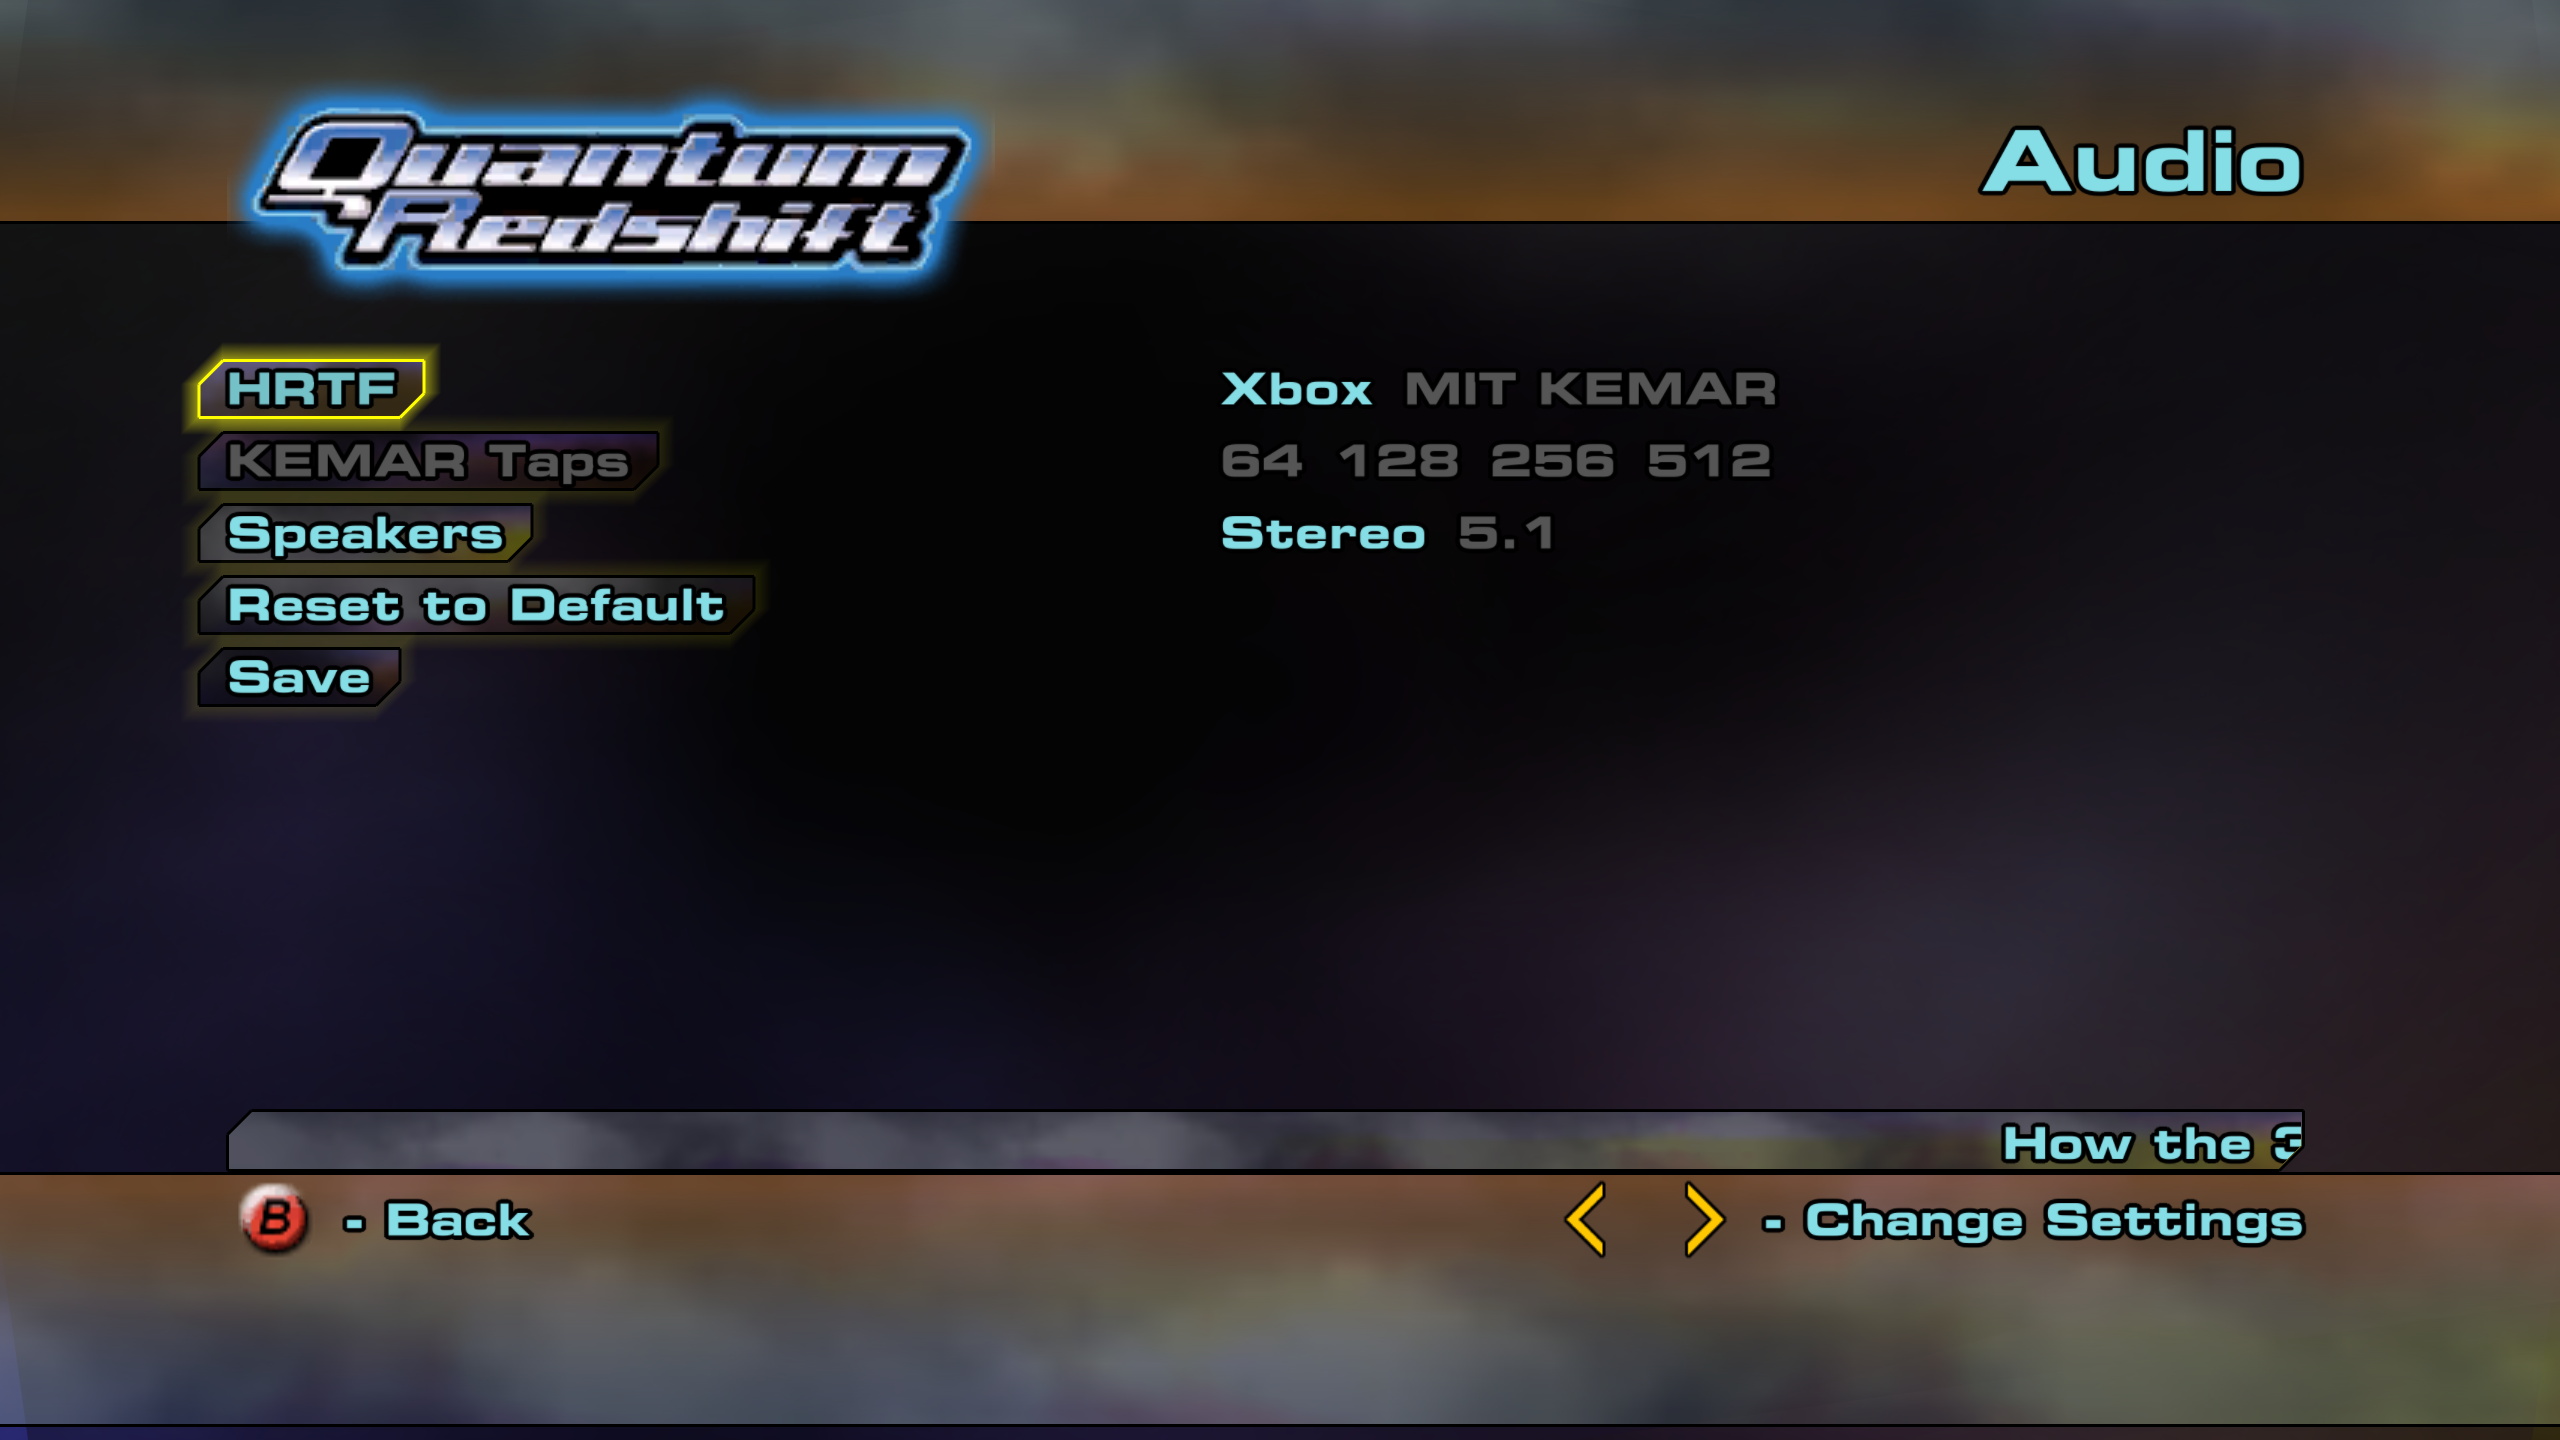 Quantum
Redshift
Audio
HRTF Xbox MIT KEMAR
KEMAR Taps 64 128 256 512
Speakers Stereo 5.1
Reset to Default
Save
How the
B - Back < > - Change Settings